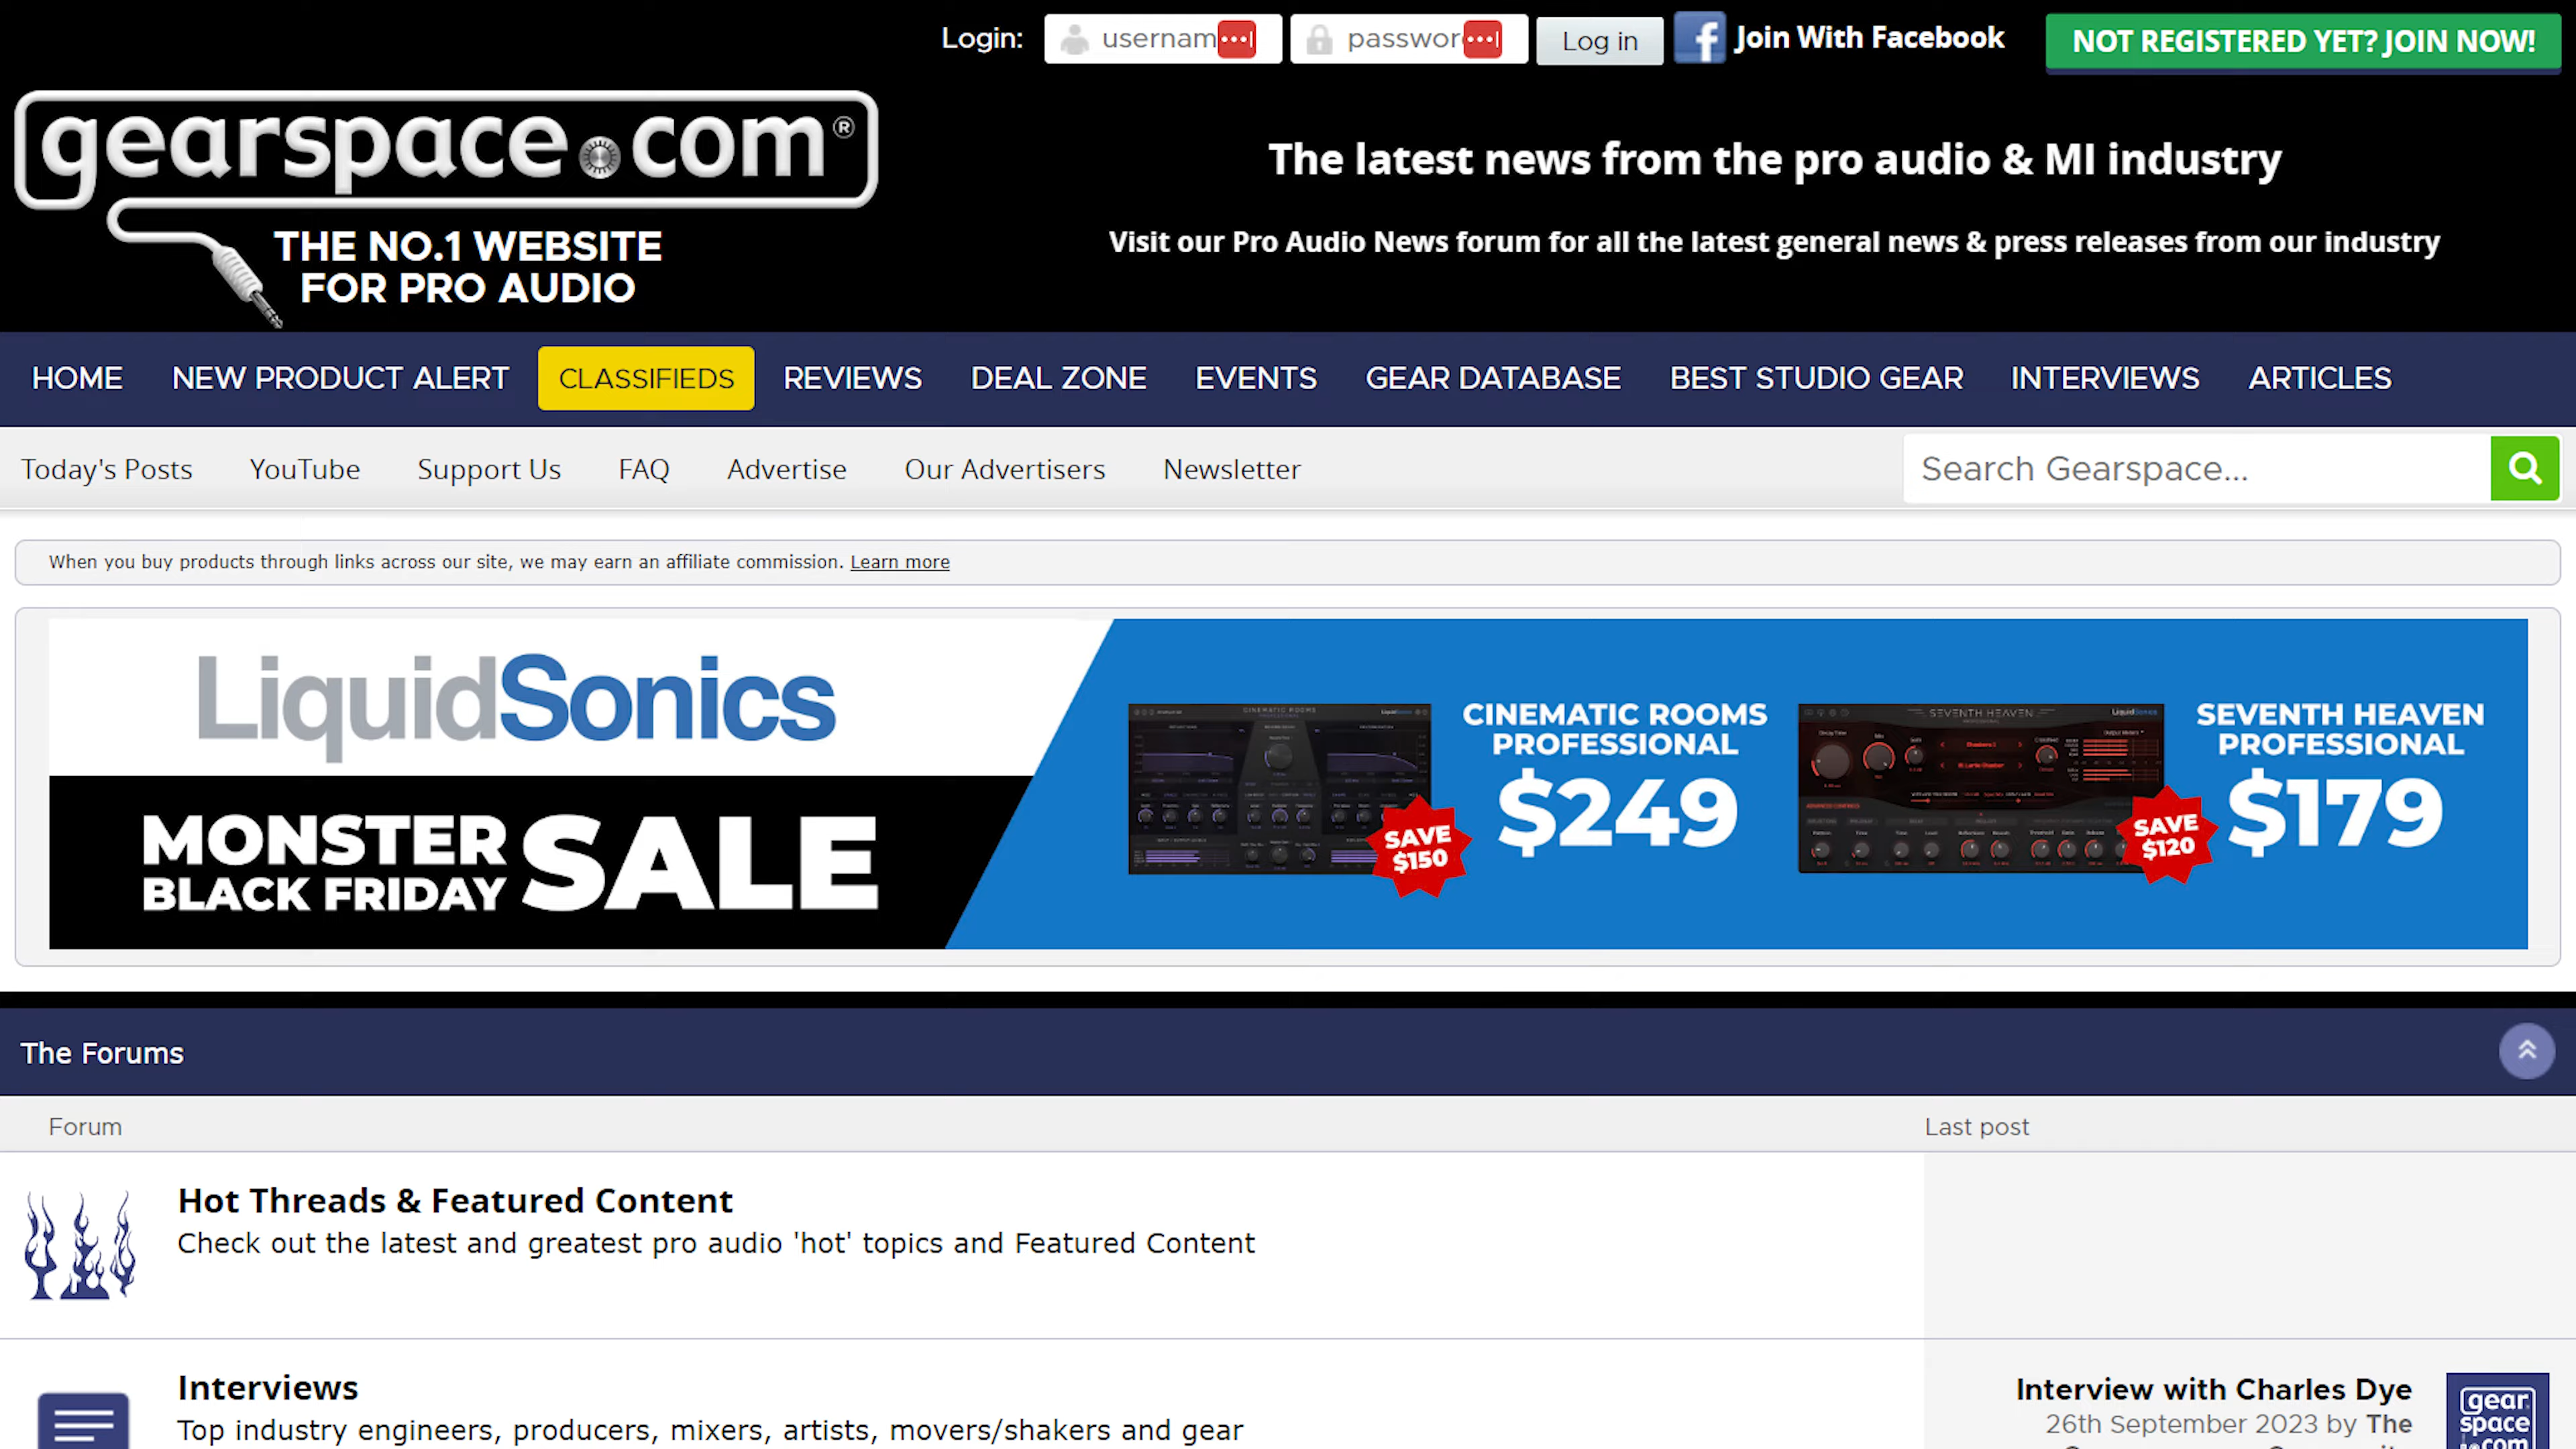 Login: usernam passwor Log in Join With Facebook NOT REGISTERED YET? JOIN NOW!
gearspace.com®
THE NO.1 WEBSITE
FOR PRO AUDIO
The latest news from the pro audio & MI industry
Visit our Pro Audio News forum for all the latest general news & press releases from our industry
HOME NEW PRODUCT ALERT CLASSIFIEDS REVIEWS DEAL ZONE EVENTS GEAR DATABASE BEST STUDIO GEAR INTERVIEWS ARTICLES
Today's Posts YouTube Support Us FAQ Advertise Our Advertisers Newsletter Search Gearspace...
When you buy products through links across our site, we may earn an affiliate commission. Learn more
LiquidSonics
MONSTER
BLACK FRIDAY
SALE
CINEMATIC ROOMS
SAVE
$150
CINEMATIC ROOMS
PROFESSIONAL
$249
SEVENTH HEAVEN
LiquidSonics
SAVE
$120
SEVENTH HEAVEN
PROFESSIONAL
$179
The Forums
Forum Last post
Hot Threads & Featured Content
Check out the latest and greatest pro audio 'hot' topics and Featured Content
Interviews
Top industry engineers, producers, mixers, artists, movers/shakers and gear
Interview with Charles Dye
26th September 2023 by The
gear
space
.com